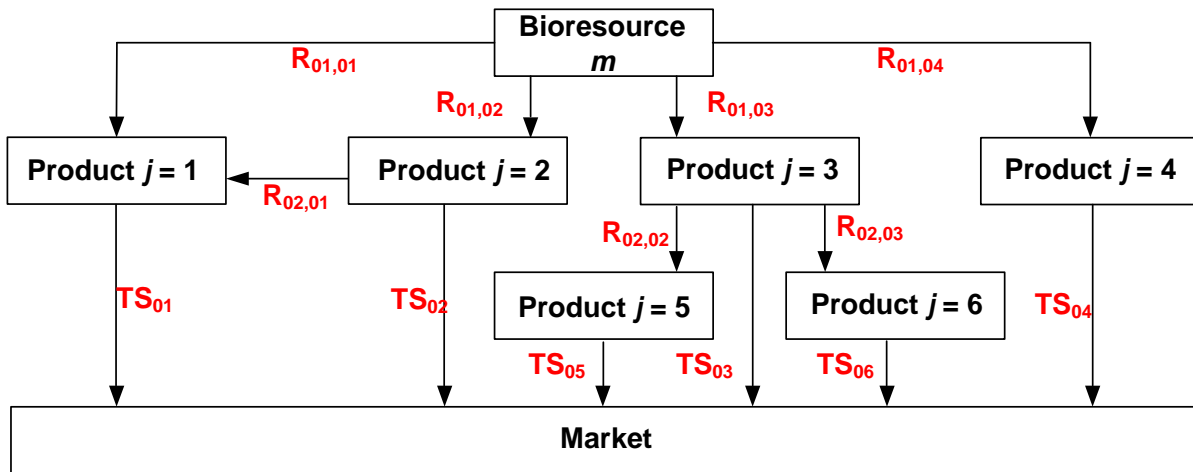 Bioresource
m
R01,01
R01,04
R01,02
R01,03
Product j = 1
Product j = 2
Product j = 3
Product j = 4
R02,01
R02,02
R02,03
Product j = 5
Product j = 6
TS01
TS02
TS04
TS05
TS03
TS06
Market